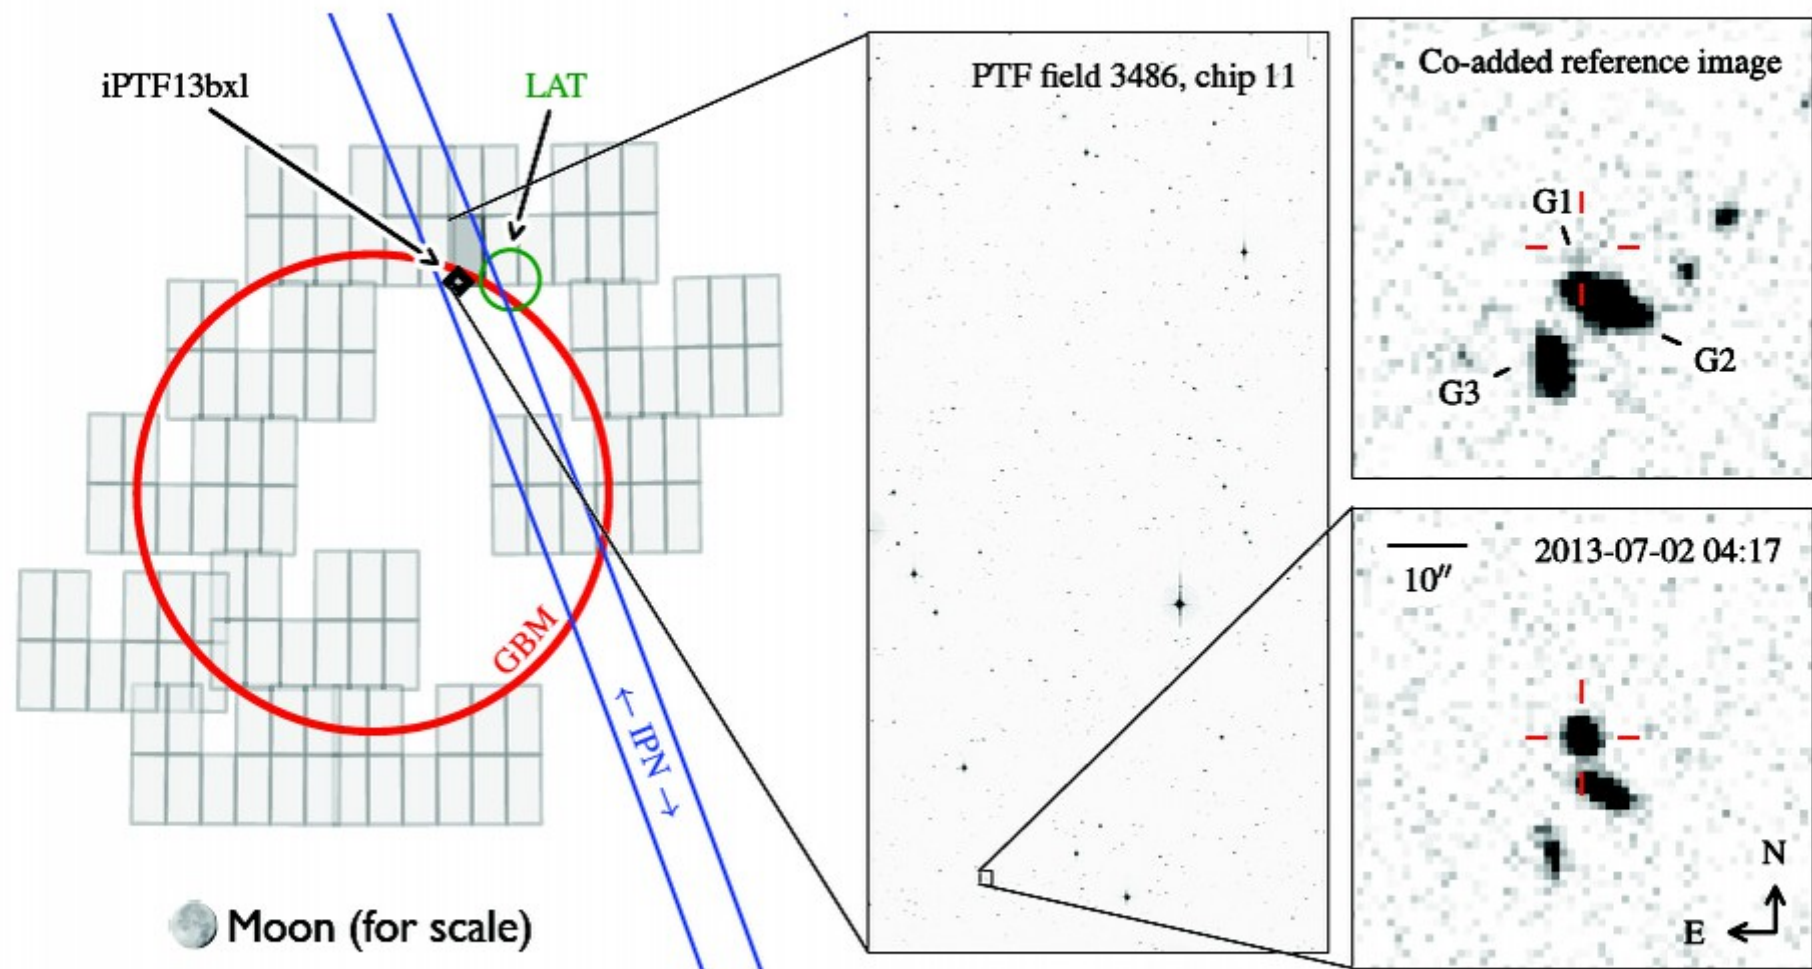 iPTF13bxl
LAT
GBM
← IPN →
Moon (for scale)
PTF field 3486, chip 11
Co-added reference image
G1
G2
G3
10″
2013-07-02 04:17
N
E